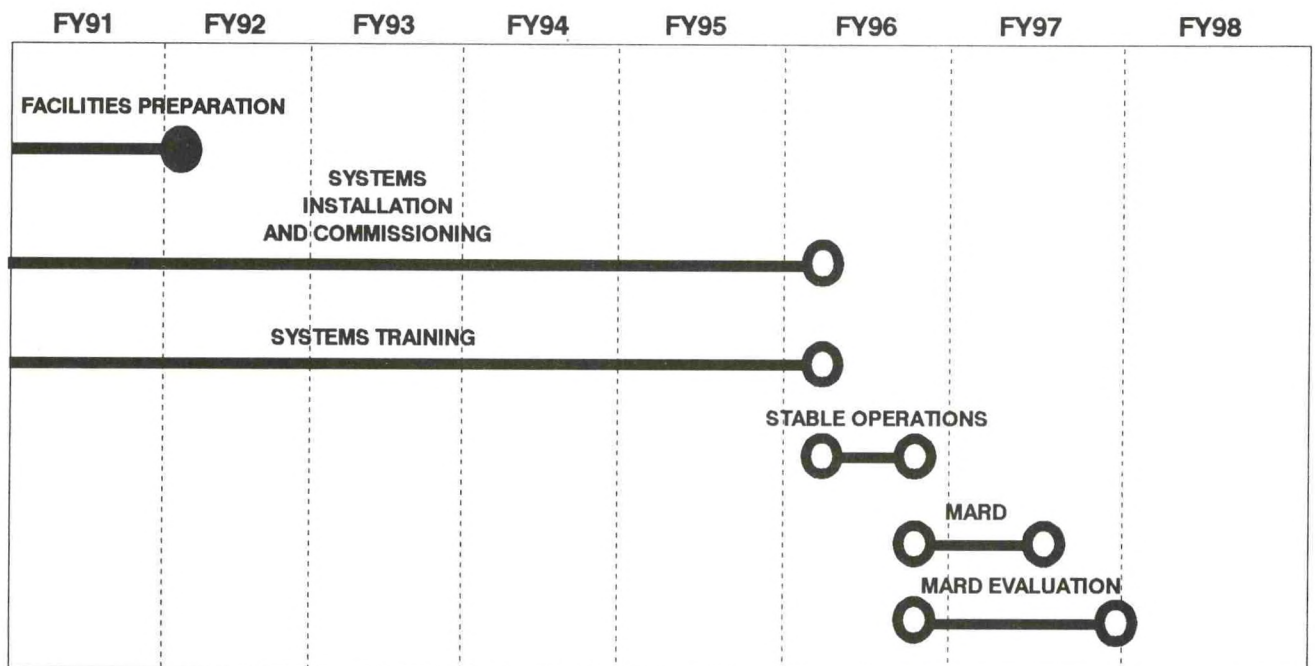 FY91 FY92 FY93 FY94 FY95 FY96 FY97 FY98
FACILITIES PREPARATION
SYSTEMS
INSTALLATION
AND COMMISSIONING
SYSTEMS TRAINING
STABLE OPERATIONS
MARD
MARD EVALUATION